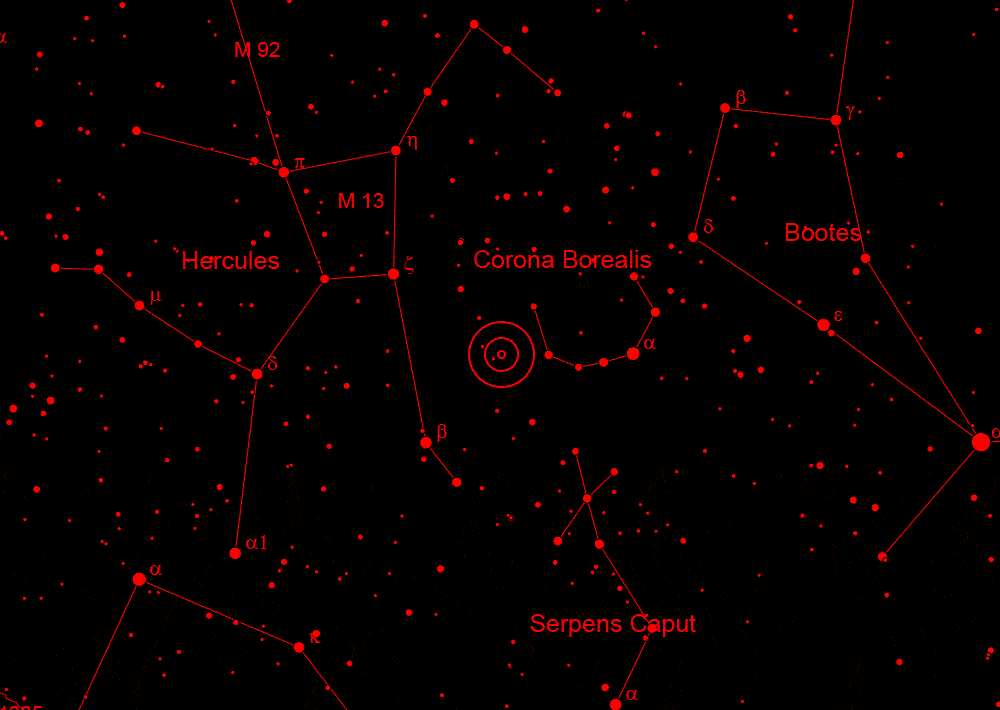 α
M 92
β
γ
η
π
M 13
δ
Bootes
Hercules
Corona Borealis
ζ
μ
ε
α
δ
β
α
α1
α
κ
Serpens Caput
α